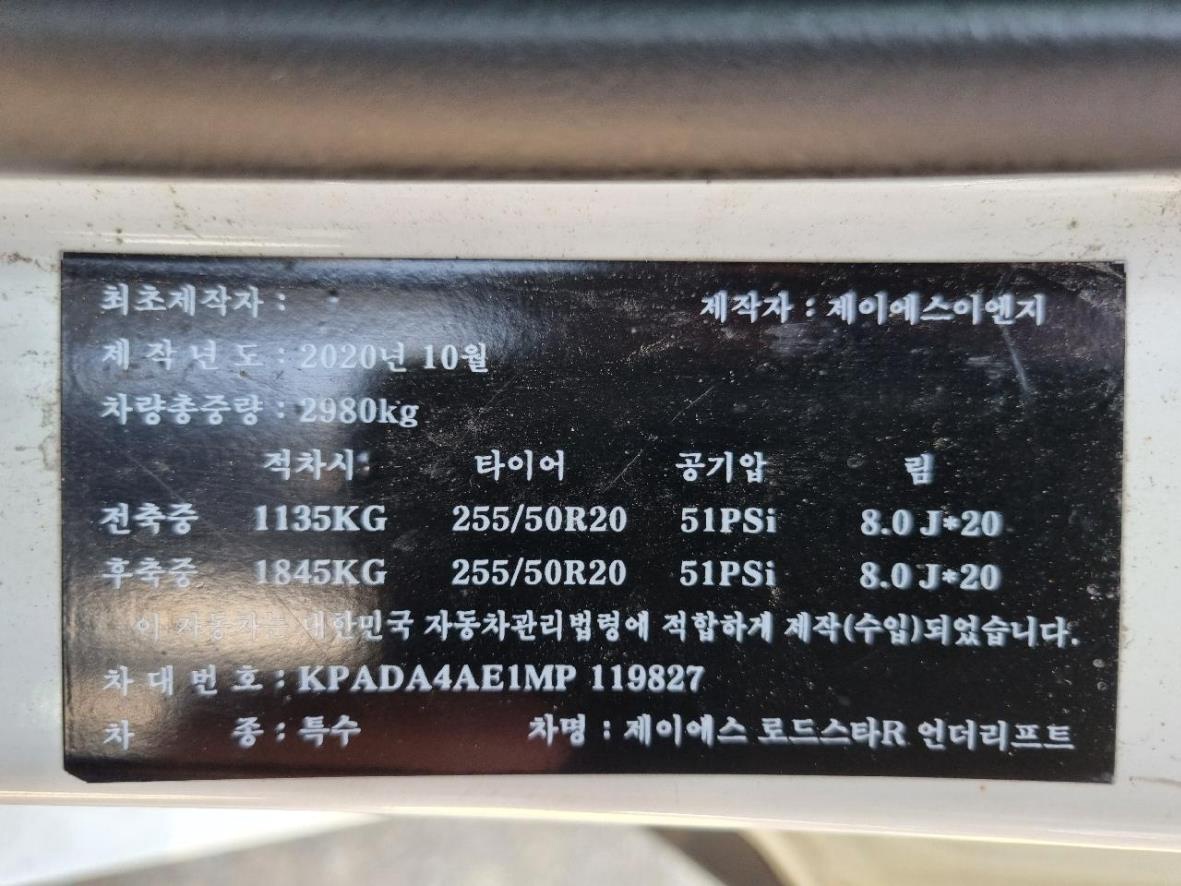 최초제작자 : 제작자 : 제이에스이엔지
제 작 년 도 : 2020년 10월
차량총중량 : 2980kg
적차시 타이어 공기압 림
전축중 1135KG 255/50R20 51PSi 8.0 J*20
후축중 1845KG 255/50R20 51PSi 8.0 J*20
이 자동차는 대한민국 자동차관리법령에 적합하게 제작(수입)되었습니다.
차 대 번 호 : KPADA4AE1MP 119827
차 종 : 특수 차명 : 제이에스 로드스타R 언더리프트